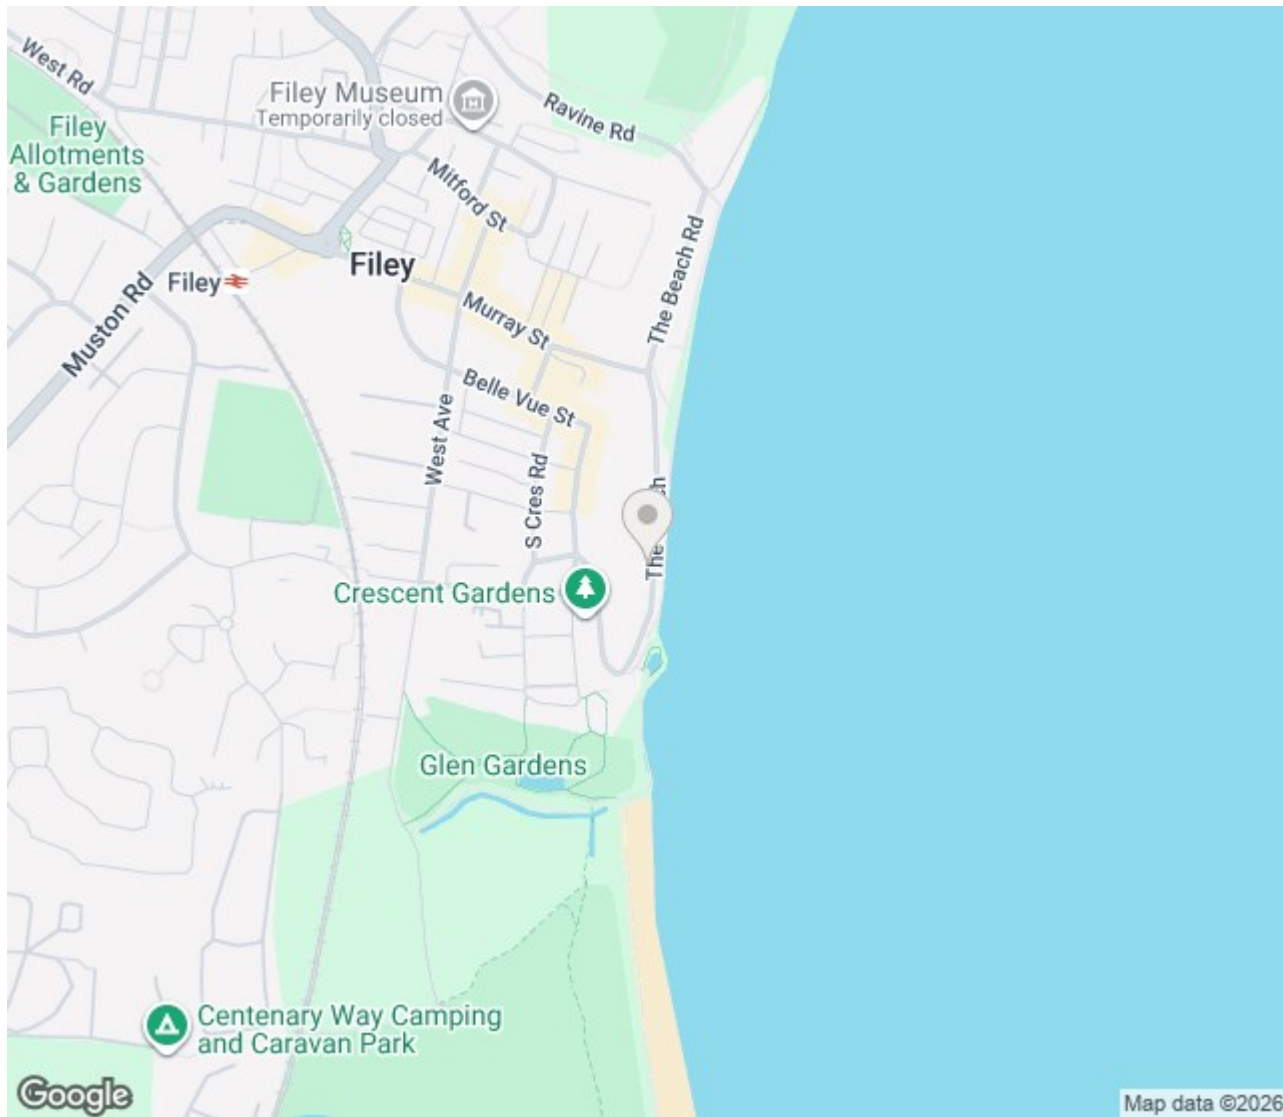 West Rd
Filey Museum
Temporarily closed
Ravine Rd
Filey
Allotments
& Gardens
Mitford St
The Beach Rd
Filey
Filey
Muston Rd
Murray St
Belle Vue St
West Ave
S Cres Rd
The
Crescent Gardens
Glen Gardens
Centenary Way Camping
and Caravan Park
Google
Map data ©2026